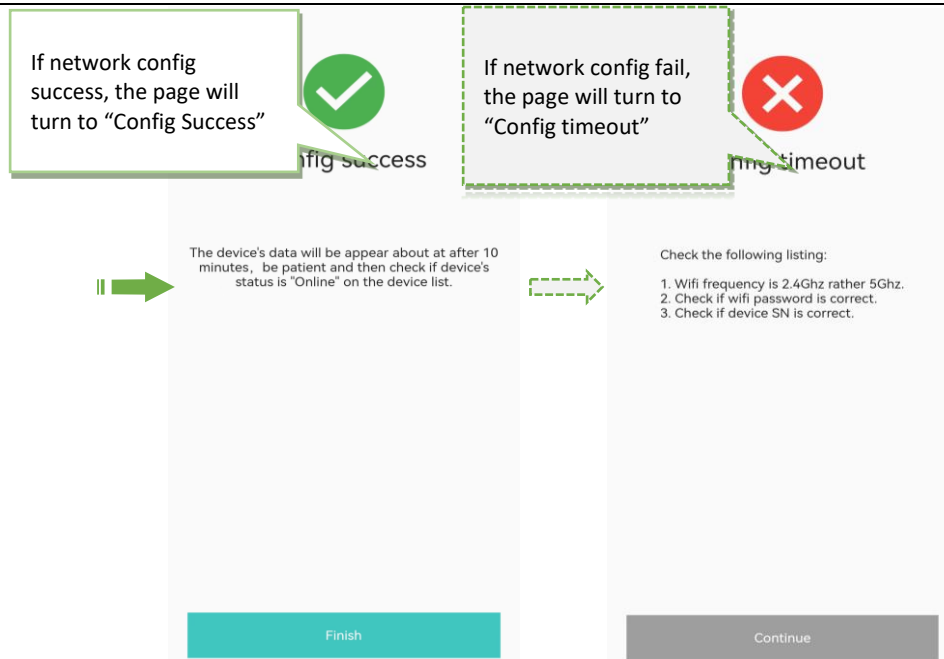 If network config
success, the page will
turn to “Config Success”
If network config fail,
the page will turn to
“Config timeout”
nfig success
timeout
The device's data will be appear about at after 10
minutes, be patient and then check if device's
status is "Online" on the device list.
Check the following listing:
1. Wifi frequency is 2.4Ghz rather 5Ghz.
2. Check if wifi password is correct.
3. Check if device SN is correct.
Finish
Continue